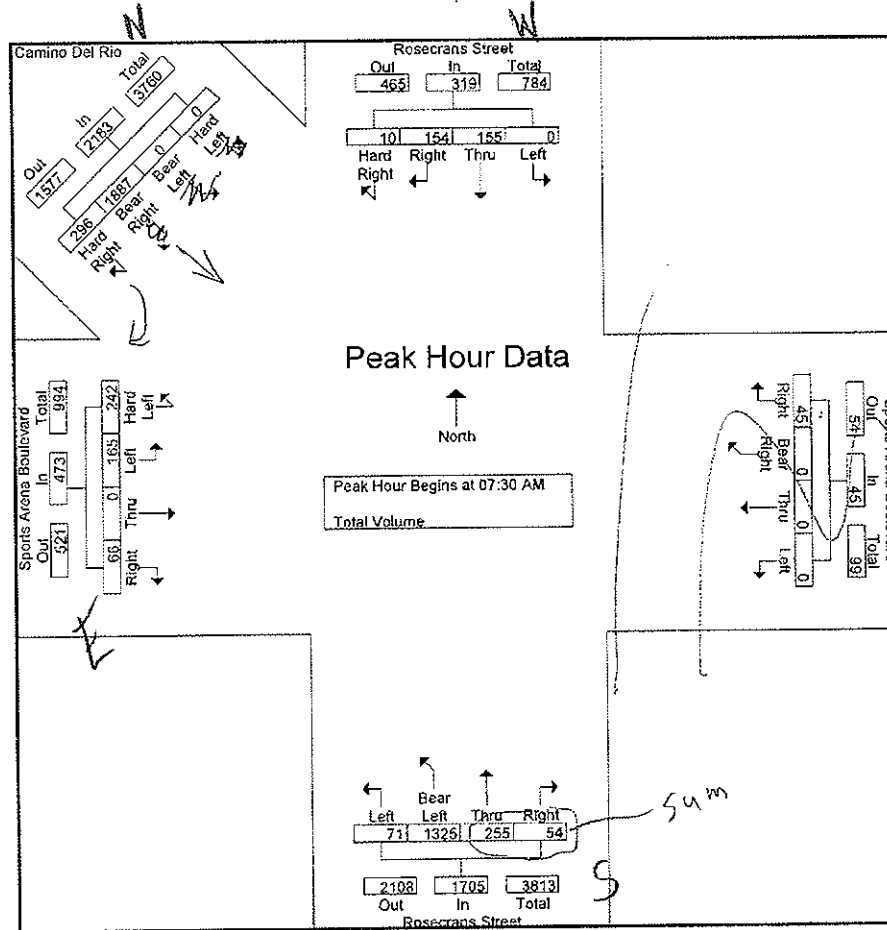 N
W
Camino Del Rio
Total
3760
In
2183
Out
1577
0
Hard
Left
0
Bear
Left
1887
Bear
Right
296
Hard
Right
Rosecrans Street
Out In Total
465 319 784
10 154 155 0
Hard Right Thru Left
Right
Peak Hour Data
North
Peak Hour Begins at 07:30 AM
Total Volume
Sports Arena Boulevard
Total In Out
994 473 521
242 165 0 66
Hard Left Thru Right
Left
Right Bear Thru Left
Right
45 0 0 0
Out In Total
54 45 99
Bear
Left Left Thru Right
71 1325 255 54
sum
2108 1705 3813
Out In Total
S
Rosecrans Street